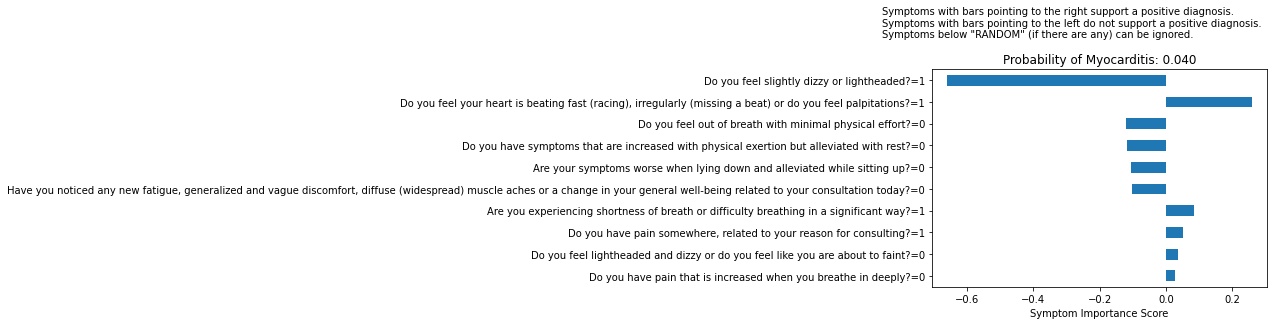 Symptoms with bars pointing to the right support a positive diagnosis.
Symptoms with bars pointing to the left do not support a positive diagnosis.
Symptoms below "RANDOM" (if there are any) can be ignored.
Probability of Myocarditis: 0.040
Do you feel slightly dizzy or lightheaded?=1
Do you feel your heart is beating fast (racing), irregularly (missing a beat) or do you feel palpitations?=1
Do you feel out of breath with minimal physical effort?=0
Do you have symptoms that are increased with physical exertion but alleviated with rest?=0
Are your symptoms worse when lying down and alleviated while sitting up?=0
Have you noticed any new fatigue, generalized and vague discomfort, diffuse (widespread) muscle aches or a change in your general well-being related to your consultation today?=0
Are you experiencing shortness of breath or difficulty breathing in a significant way?=1
Do you have pain somewhere, related to your reason for consulting?=1
Do you feel lightheaded and dizzy or do you feel like you are about to faint?=0
Do you have pain that is increased when you breathe in deeply?=0
−0.6 −0.4 −0.2 0.0 0.2
Symptom Importance Score